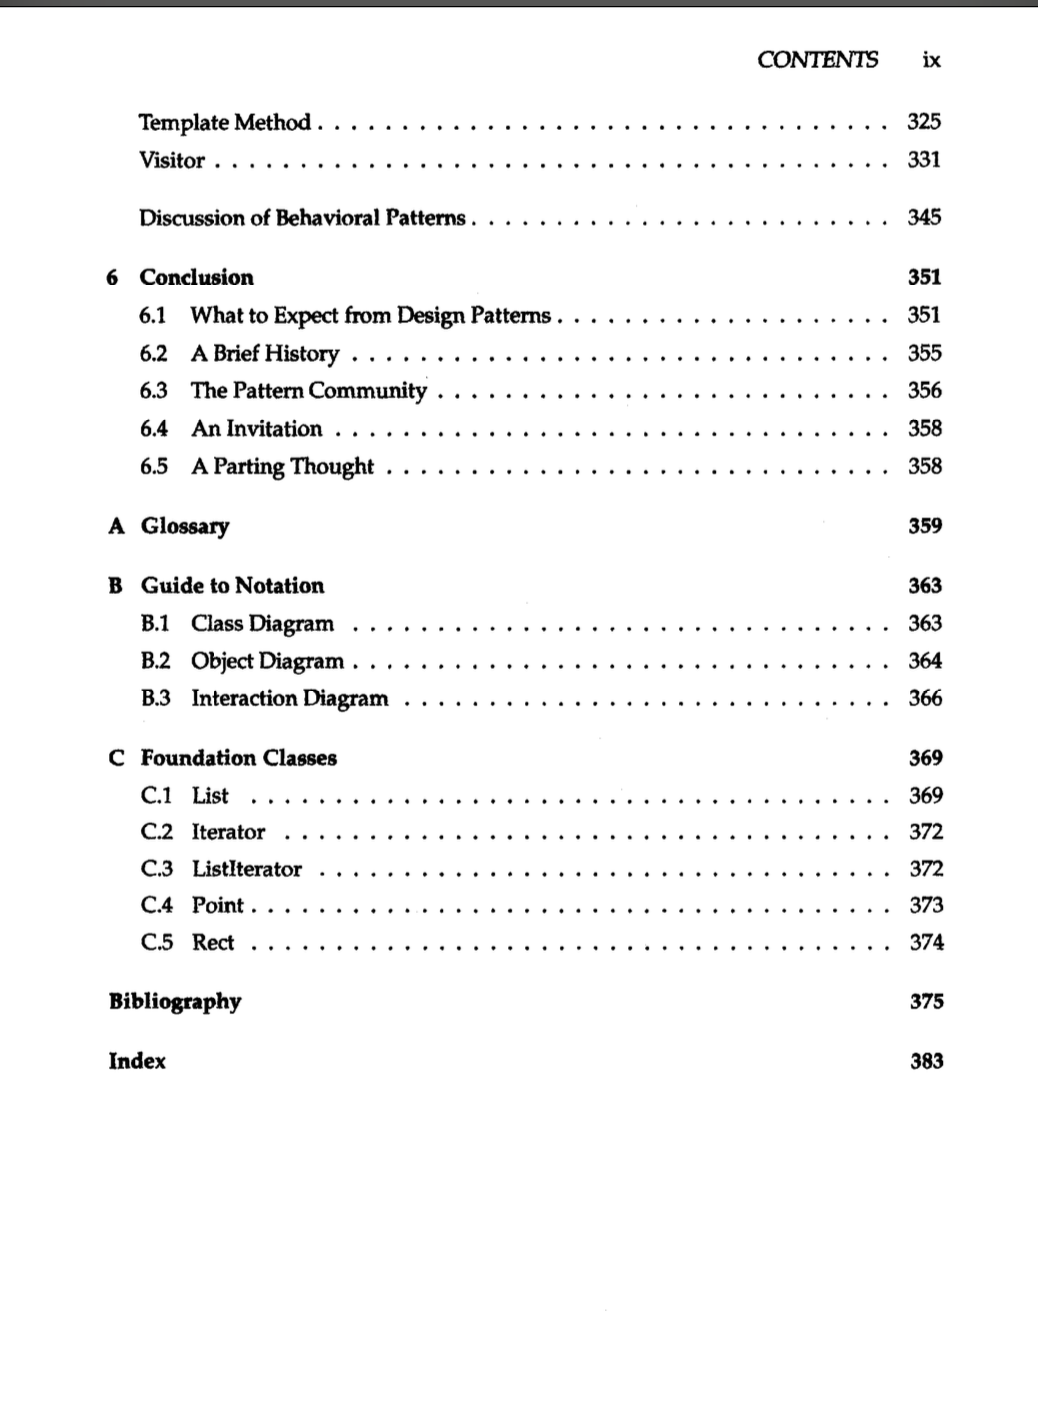 CONTENTS ix
Template Method . . . . . . . . . . . . . . . . . . . . . . . . . . . . . . . . . . 325
Visitor . . . . . . . . . . . . . . . . . . . . . . . . . . . . . . . . . . . . . . . . 331
Discussion of Behavioral Patterns . . . . . . . . . . . . . . . . . . . . . . . . . 345
6 Conclusion 351
6.1 What to Expect from Design Patterns . . . . . . . . . . . . . . . . . . . . 351
6.2 A Brief History . . . . . . . . . . . . . . . . . . . . . . . . . . . . . . . . 355
6.3 The Pattern Community . . . . . . . . . . . . . . . . . . . . . . . . . . . 356
6.4 An Invitation . . . . . . . . . . . . . . . . . . . . . . . . . . . . . . . . . 358
6.5 A Parting Thought . . . . . . . . . . . . . . . . . . . . . . . . . . . . . . 358
A Glossary 359
B Guide to Notation 363
B.1 Class Diagram . . . . . . . . . . . . . . . . . . . . . . . . . . . . . . . . 363
B.2 Object Diagram . . . . . . . . . . . . . . . . . . . . . . . . . . . . . . . . 364
B.3 Interaction Diagram . . . . . . . . . . . . . . . . . . . . . . . . . . . . . 366
C Foundation Classes 369
C.1 List . . . . . . . . . . . . . . . . . . . . . . . . . . . . . . . . . . . . . . 369
C.2 Iterator . . . . . . . . . . . . . . . . . . . . . . . . . . . . . . . . . . . . 372
C.3 ListIterator . . . . . . . . . . . . . . . . . . . . . . . . . . . . . . . . . . 372
C.4 Point . . . . . . . . . . . . . . . . . . . . . . . . . . . . . . . . . . . . . . 373
C.5 Rect . . . . . . . . . . . . . . . . . . . . . . . . . . . . . . . . . . . . . . 374
Bibliography 375
Index 383